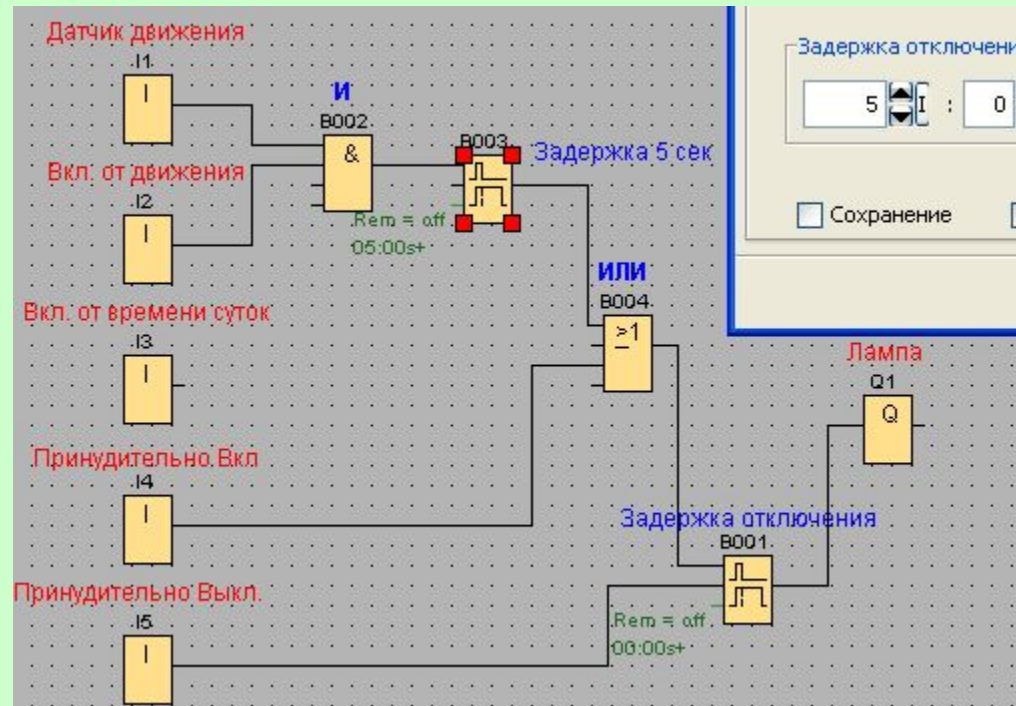 Датчик движения
I1
I
И
B002
&
B003
Задержка 5 сек
Rem = off
05:00s+
Вкл. от движения
I2
I
Вкл. от времени суток
I3
I
ИЛИ
B004
≥1
Принудительно Вкл
I4
I
Лампа
Q1
Q
Задержка отключения
B001
Rem = off
00:00s+
Принудительно Выкл.
I5
I
Задержка отключени
5 : 0
Сохранение